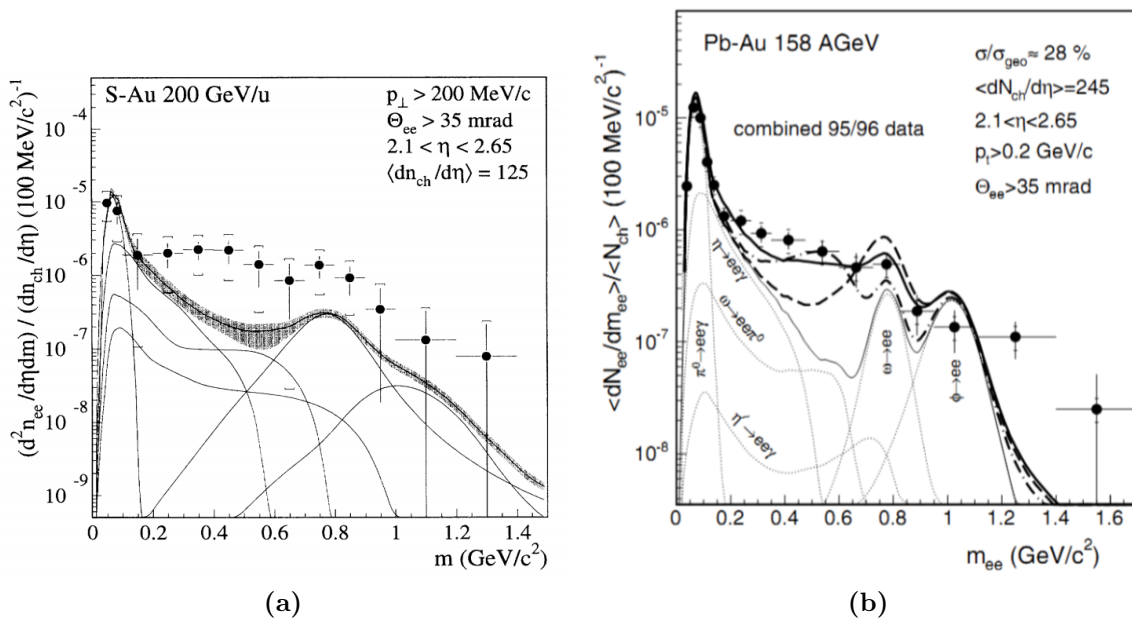 S-Au 200 GeV/u
p⊥ > 200 MeV/c
Θee > 35 mrad
2.1 < η < 2.65
⟨dnch/dη⟩ = 125
(d²nee/dηdm) / (dnch/dη) (100 MeV/c²)⁻¹
10⁻⁴
10⁻⁵
10⁻⁶
10⁻⁷
10⁻⁸
10⁻⁹
0 0.2 0.4 0.6 0.8 1 1.2 1.4
m (GeV/c²)
(a)
Pb-Au 158 AGeV
σ/σgeo ≈ 28 %
<dNch/dη>=245
2.1<η<2.65
pt>0.2 GeV/c
Θee>35 mrad
combined 95/96 data
<dNee/dmee>/<Nch> (100 MeV/c²)⁻¹
10⁻⁵
10⁻⁶
10⁻⁷
10⁻⁸
π⁰→eeγ
η→eeγ
ω→eeπ⁰
η′→eeγ
ω→ee
ϕ→ee
0 0.2 0.4 0.6 0.8 1 1.2 1.4 1.6
mee (GeV/c²)
(b)